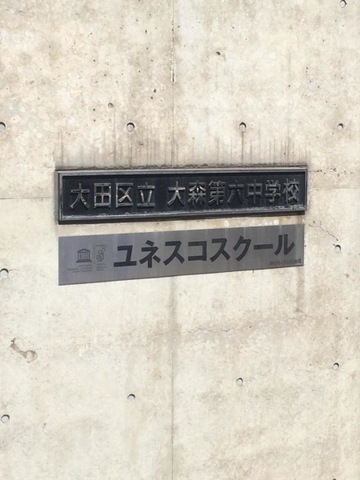 大田区立 大森第六中学校
ユネスコスクール